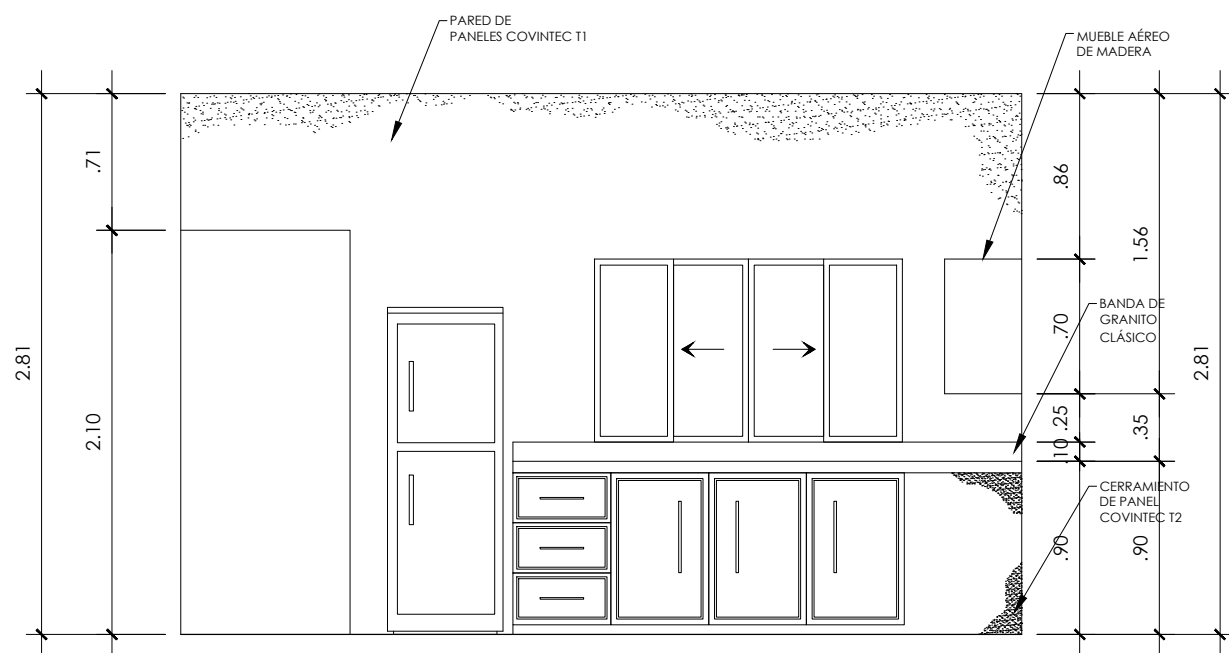 PARED DE
PANELES COVINTEC T1
MUEBLE AÉREO
DE MADERA
.71
.86
1.56
BANDA DE
GRANITO
CLÁSICO
.70
2.81
2.81
2.10
.25
.35
.10
CERRAMIENTO
DE PANEL
COVINTEC T2
.90
.90